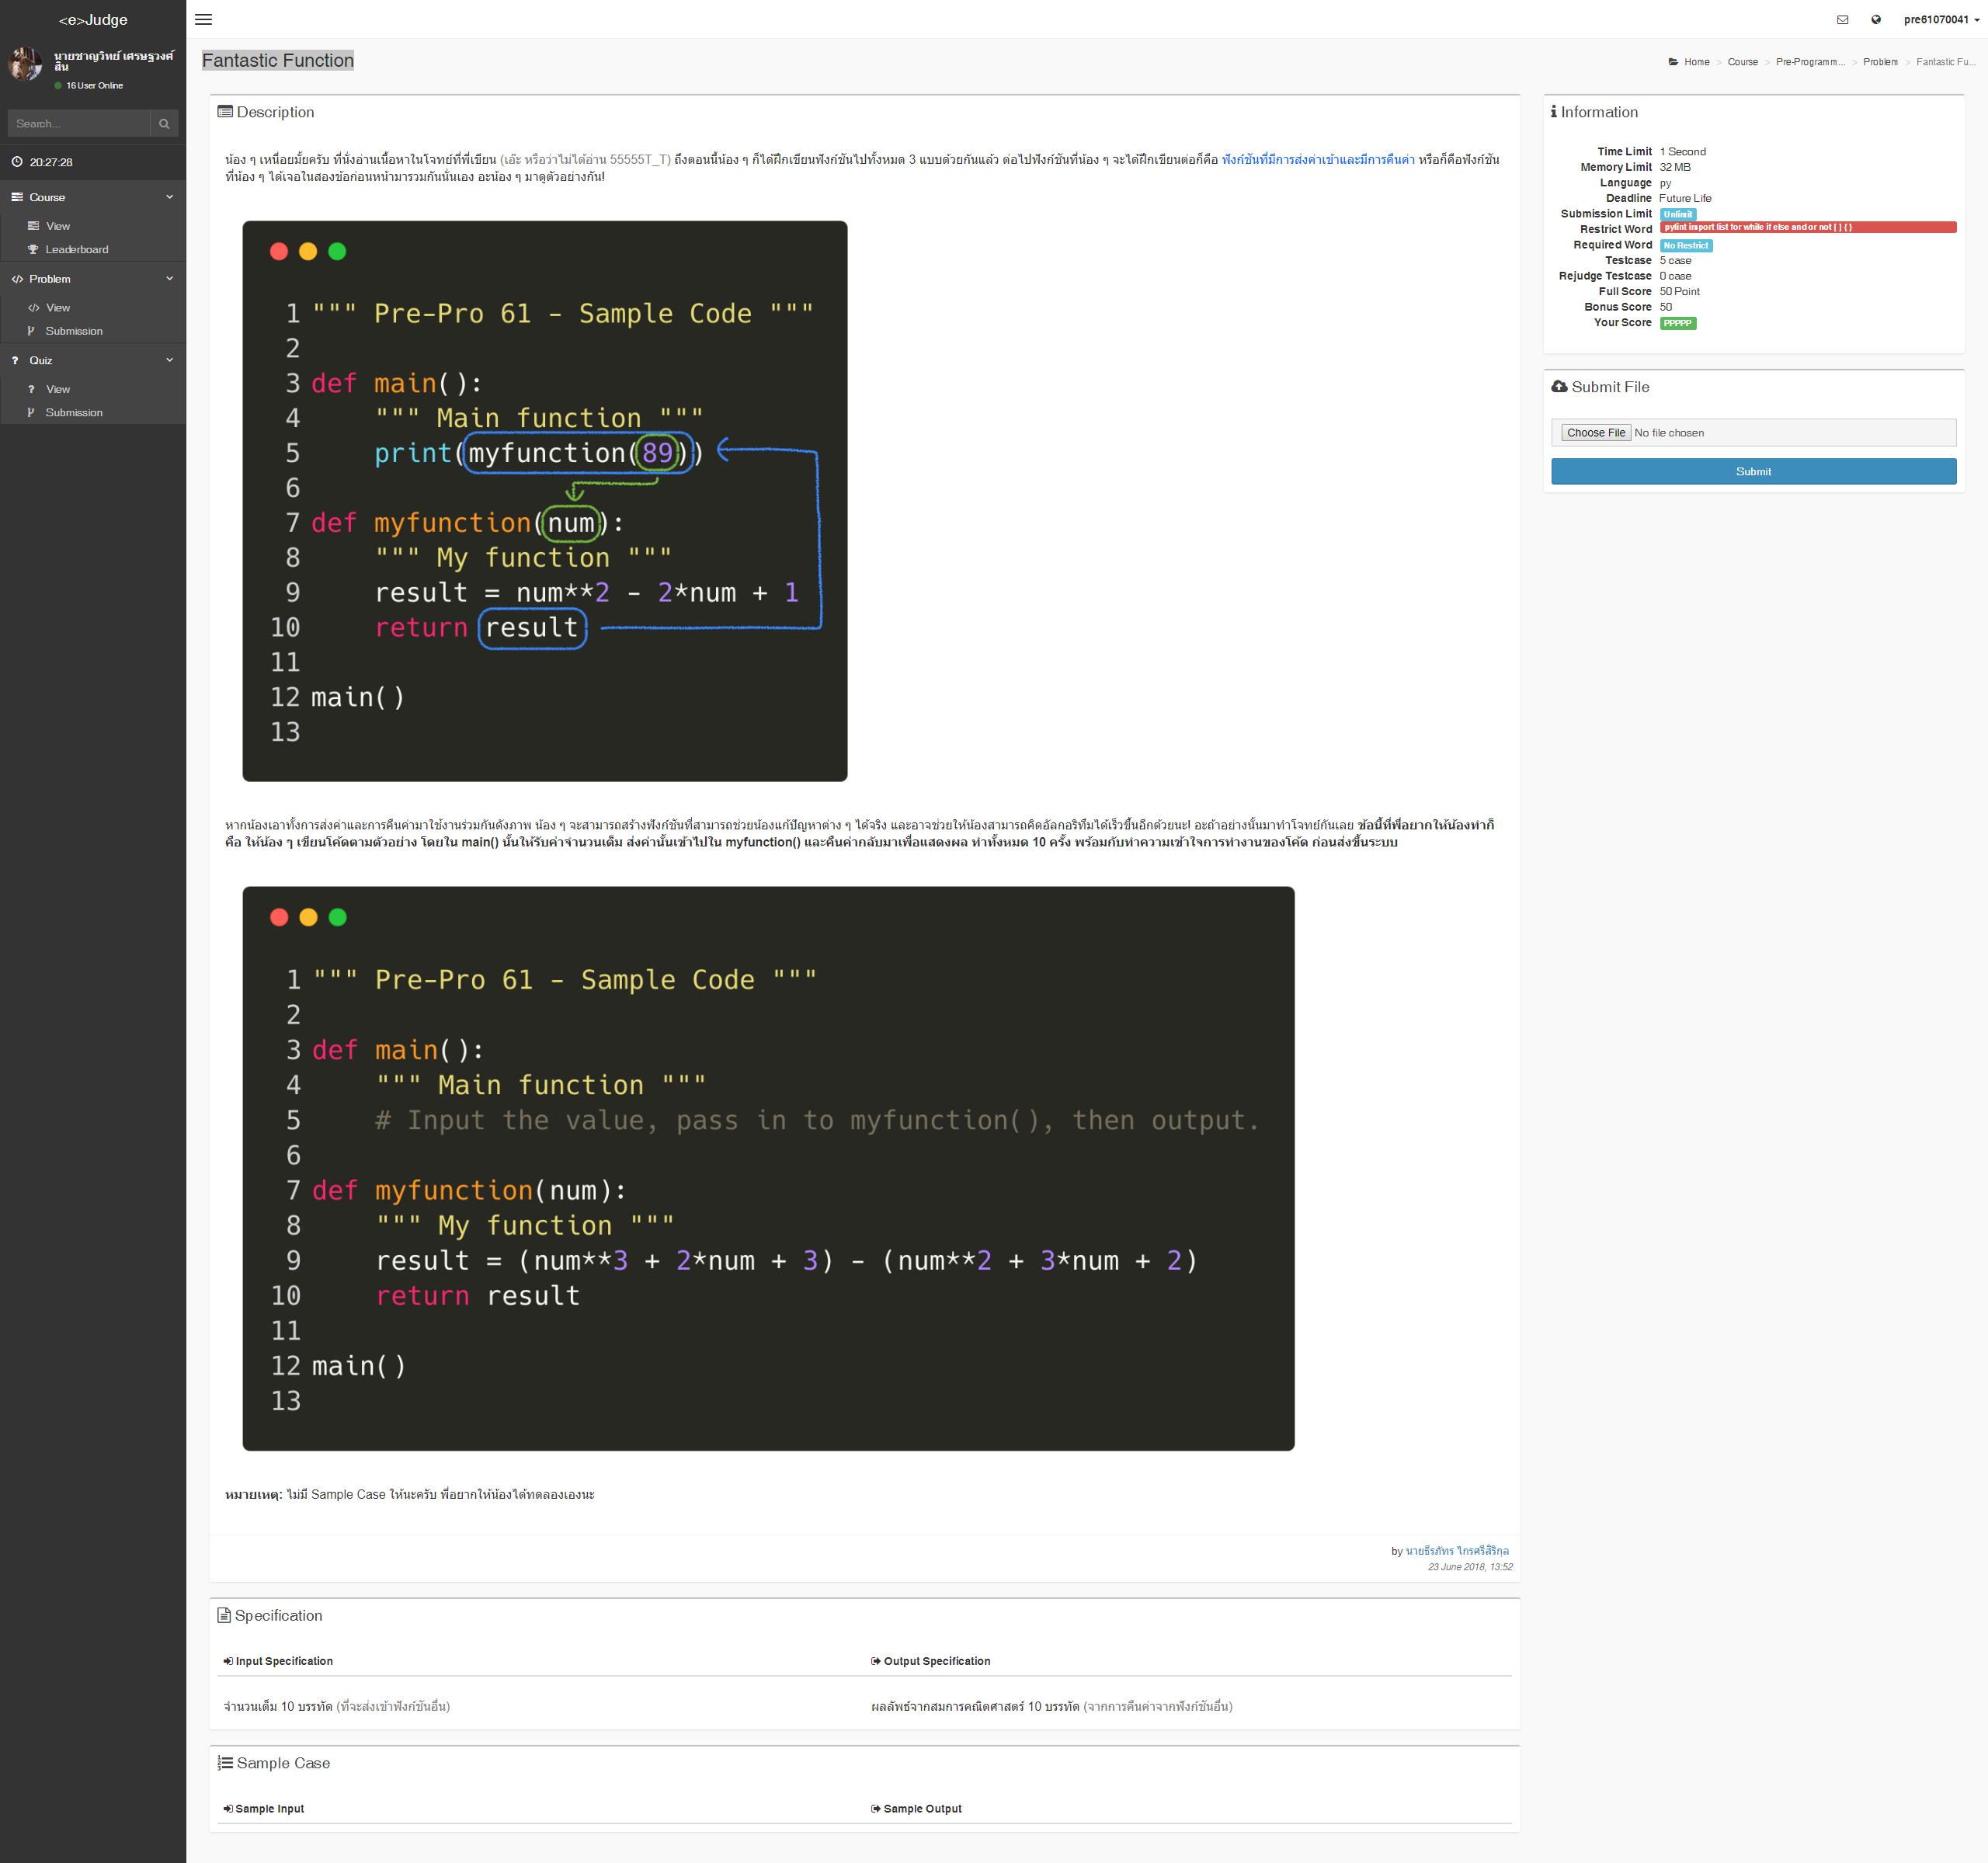 <e>Judge
pre61070041
นายชาญวิทย์ เศรษฐวงศ์
สิน
16 User Online
Search...
20:27:28
Course
View
Leaderboard
Problem
View
Submission
Quiz
View
Submission
Fantastic Function
Home > Course > Pre-Programm... > Problem > Fantastic Fu...
Description
น้อง ๆ เหนื่อยมั้ยครับ ที่นั่งอ่านเนื้อหาในโจทย์ที่พี่เขียน (เอ๊ะ หรือว่าไม่ได้อ่าน 55555T_T) ถึงตอนนี้น้อง ๆ ก็ได้ฝึกเขียนฟังก์ชันไปทั้งหมด 3 แบบด้วยกันแล้ว ต่อไปฟังก์ชันที่น้อง ๆ จะได้ฝึกเขียนต่อก็คือ ฟังก์ชันที่มีการส่งค่าเข้าและมีการคืนค่า หรือก็คือฟังก์ชัน
ที่น้อง ๆ ได้เจอในสองข้อก่อนหน้ามารวมกันนั่นเอง อะน้อง ๆ มาดูตัวอย่างกัน!
1 """ Pre-Pro 61 - Sample Code """
2
3 def main():
4 """ Main function """
5 print(myfunction(89))
6
7 def myfunction(num):
8 """ My function """
9 result = num**2 - 2*num + 1
10 return result
11
12 main()
13
หากน้องเอาทั้งการส่งค่าและการคืนค่ามาใช้งานร่วมกันดังภาพ น้อง ๆ จะสามารถสร้างฟังก์ชันที่สามารถช่วยน้องแก้ปัญหาต่าง ๆ ได้จริง และอาจช่วยให้น้องสามารถคิดอัลกอริทึมได้เร็วขึ้นอีกด้วยนะ! อะถ้าอย่างนั้นมาทำโจทย์กันเลย ข้อนี้ที่พี่อยากให้น้องทำก็
คือ ให้น้อง ๆ เขียนโค้ดตามตัวอย่าง โดยใน main() นั้นให้รับค่าจำนวนเต็ม ส่งค่านั้นเข้าไปใน myfunction() และคืนค่ากลับมาเพื่อแสดงผล ทำทั้งหมด 10 ครั้ง พร้อมกับทำความเข้าใจการทำงานของโค้ด ก่อนส่งขึ้นระบบ
1 """ Pre-Pro 61 - Sample Code """
2
3 def main():
4 """ Main function """
5 # Input the value, pass in to myfunction(), then output.
6
7 def myfunction(num):
8 """ My function """
9 result = (num**3 + 2*num + 3) - (num**2 + 3*num + 2)
10 return result
11
12 main()
13
หมายเหตุ: ไม่มี Sample Case ให้นะครับ พี่อยากให้น้องได้ทดลองเองนะ
by นายธีรภัทร ไกรศรีสิริกุล
23 June 2018, 13:52
Specification
Input Specification
Output Specification
จำนวนเต็ม 10 บรรทัด (ที่จะส่งเข้าฟังก์ชันอื่น)
ผลลัพธ์จากสมการคณิตศาสตร์ 10 บรรทัด (จากการคืนค่าจากฟังก์ชันอื่น)
Sample Case
Sample Input
Sample Output
Information
Time Limit 1 Second
Memory Limit 32 MB
Language py
Deadline Future Life
Submission Limit Unlimit
Restrict Word pylint import list for while if else and or not [ ] { }
Required Word No Restrict
Testcase 5 case
Rejudge Testcase 0 case
Full Score 50 Point
Bonus Score 50
Your Score PPPPP
Submit File
Choose File No file chosen
Submit